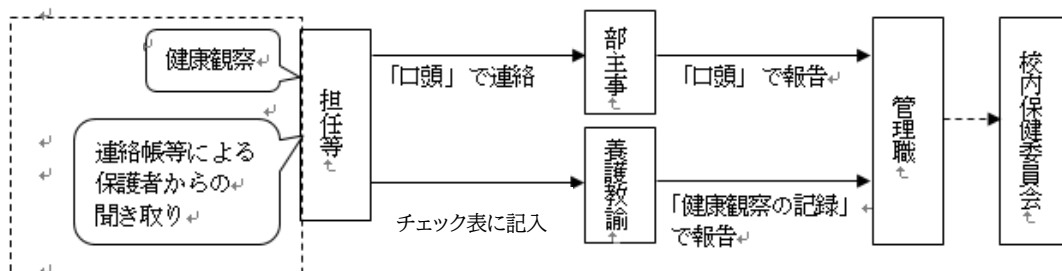 健康観察
連絡帳等による
保護者からの
聞き取り
担任等
「口頭」で連絡
チェック表に記入
部主事
養護教諭
「口頭」で報告
「健康観察の記録」
で報告
管理職
校内保健委員会